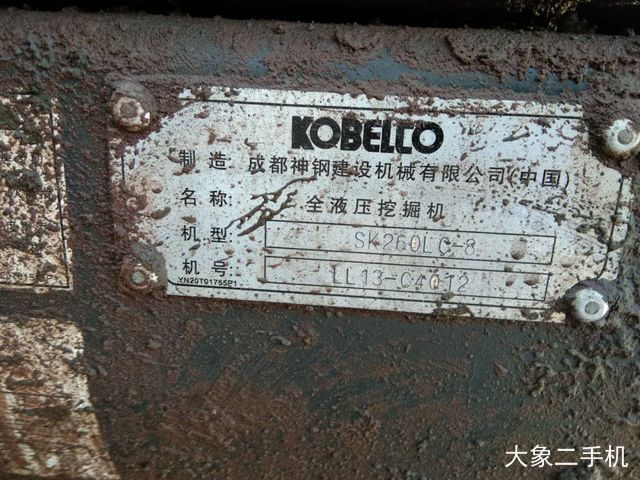 KOBELCO
制造: 成都神钢建设机械有限公司(中国)
名称: 全液压挖掘机
机型: SK260LC-8
机号: LL13-C4012
YN20T01755P1
大象二手机